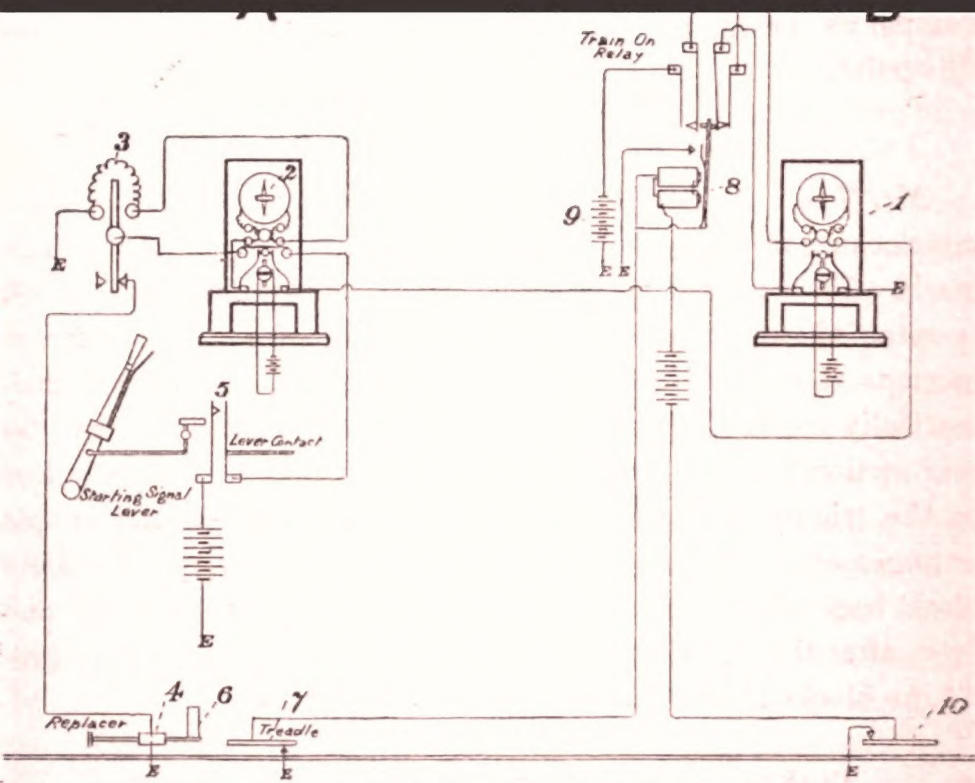 A
B
Train On
Relay
3
2
8
9
1
E
E E
E
5
Lever Contact
Starting Signal
Lever
E
4
6
7
10
Replacer
Treadle
E
E
E